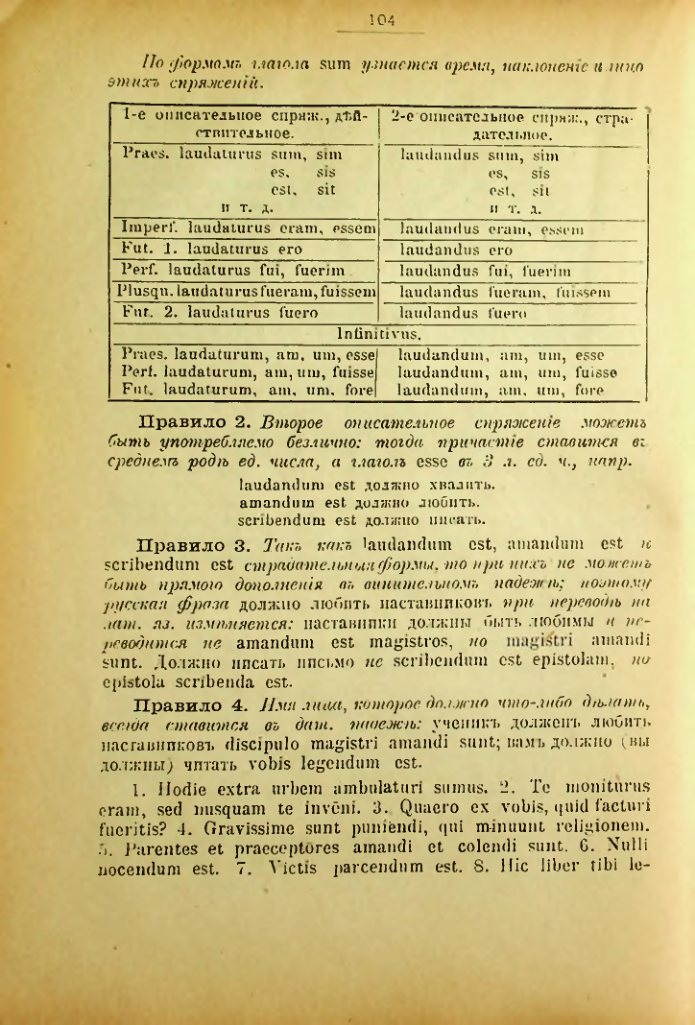 104
По формамъ глагола sum узнается время, наклоненіе и лицо
этихъ спряженій.
1-е описательное спряж., дѣй-
ствительное.
2-е описательное спряж., стра-
дательное.
Praes. laudaturus sum, sim
es, sis
est, sit
и т. д.
laudandus sum, sim
es, sis
est, sit
и т. д.
Imperf. laudaturus eram, essem
laudandus eram, essem
Fut. 1. laudaturus ero
laudandus ero
Perf. laudaturus fui, fuerim
laudandus fui, fuerim
Plusqu. laudaturus fueram, fuissem
laudandus fueram, fuissem
Fut. 2. laudaturus fuero
laudandus fuero
Infinitivus.
Praes. laudaturum, am, um, esse
laudandum, am, um, esse
Perf. laudaturum, am, um, fuisse
laudandum, am, um, fuisse
Fut. laudaturum, am, um, fore
laudandum, am, um, fore
Правило 2. Второе описательное спряженіе можетъ
быть употребляемо безлично: тогда причастіе ставится въ
среднемъ родѣ ед. числа, а глаголъ esse въ 3 л. ед. ч., напр.
laudandum est должно хвалить.
amandum est должно любить.
scribendum est должно писать.
Правило 3. Такъ какъ laudandum est, amandum est и
scribendum est страдательныя формы, то при нихъ не можетъ
быть прямого дополненія въ винительномъ падежѣ; поэтому
русская фраза должно любить наставниковъ при переводѣ на
лат. яз. измѣняется: наставники должны быть любимы и пе-
реводится не amandum est magistros, но magistri amandi
sunt. Должно писать письмо не scribendum est epistolam, но
epistola scribenda est.
Правило 4. Имя лица, которое должно что-либо дѣлать,
всегда ставится въ дат. падежѣ: ученикъ долженъ любить
наставниковъ discipulo magistri amandi sunt; вамъ должно (вы
должны) читать vobis legendum est.
1. Hodie extra urbem ambulaturi sumus. 2. Te moniturus
eram, sed nusquam te invēni. 3. Quaero ex vobis, quid facturi
fueritis? 4. Gravissime sunt puniendi, qui minuunt religionem.
5. Parentes et praeceptōres amandi et colendi sunt. 6. Nulli
nocendum est. 7. Victis parcendum est. 8. Hic liber tibi le-